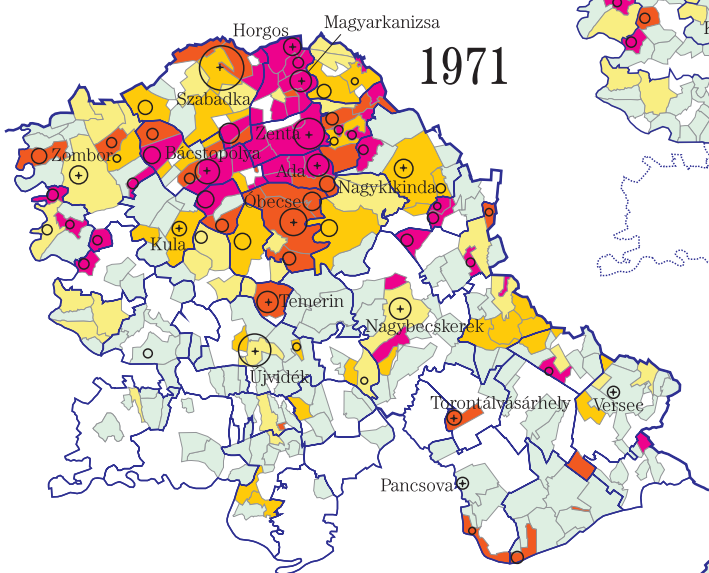 Magyarkanizsa
Horgos
1971
Szabadka
Zenta
Zombor
Bácstopolya
Ada
Nagykikinda
Óbecse
Kula
Temerin
Nagybecskerek
Újvidék
Torontálvásárhely
Versec
Pancsova